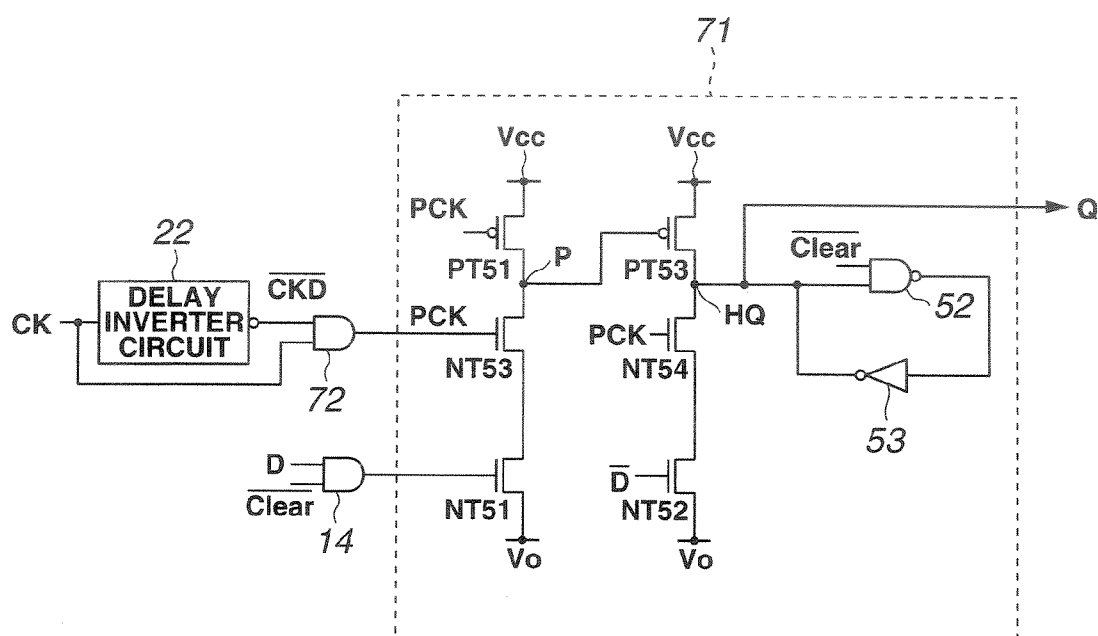 71
Vcc
Vcc
PCK
Q
22
PT51
P
PT53
Clear
CKD
52
CK
DELAY
INVERTER
CIRCUIT
PCK
HQ
PCK
72
NT53
NT54
53
D
Clear
D
14
NT51
NT52
Vo
Vo